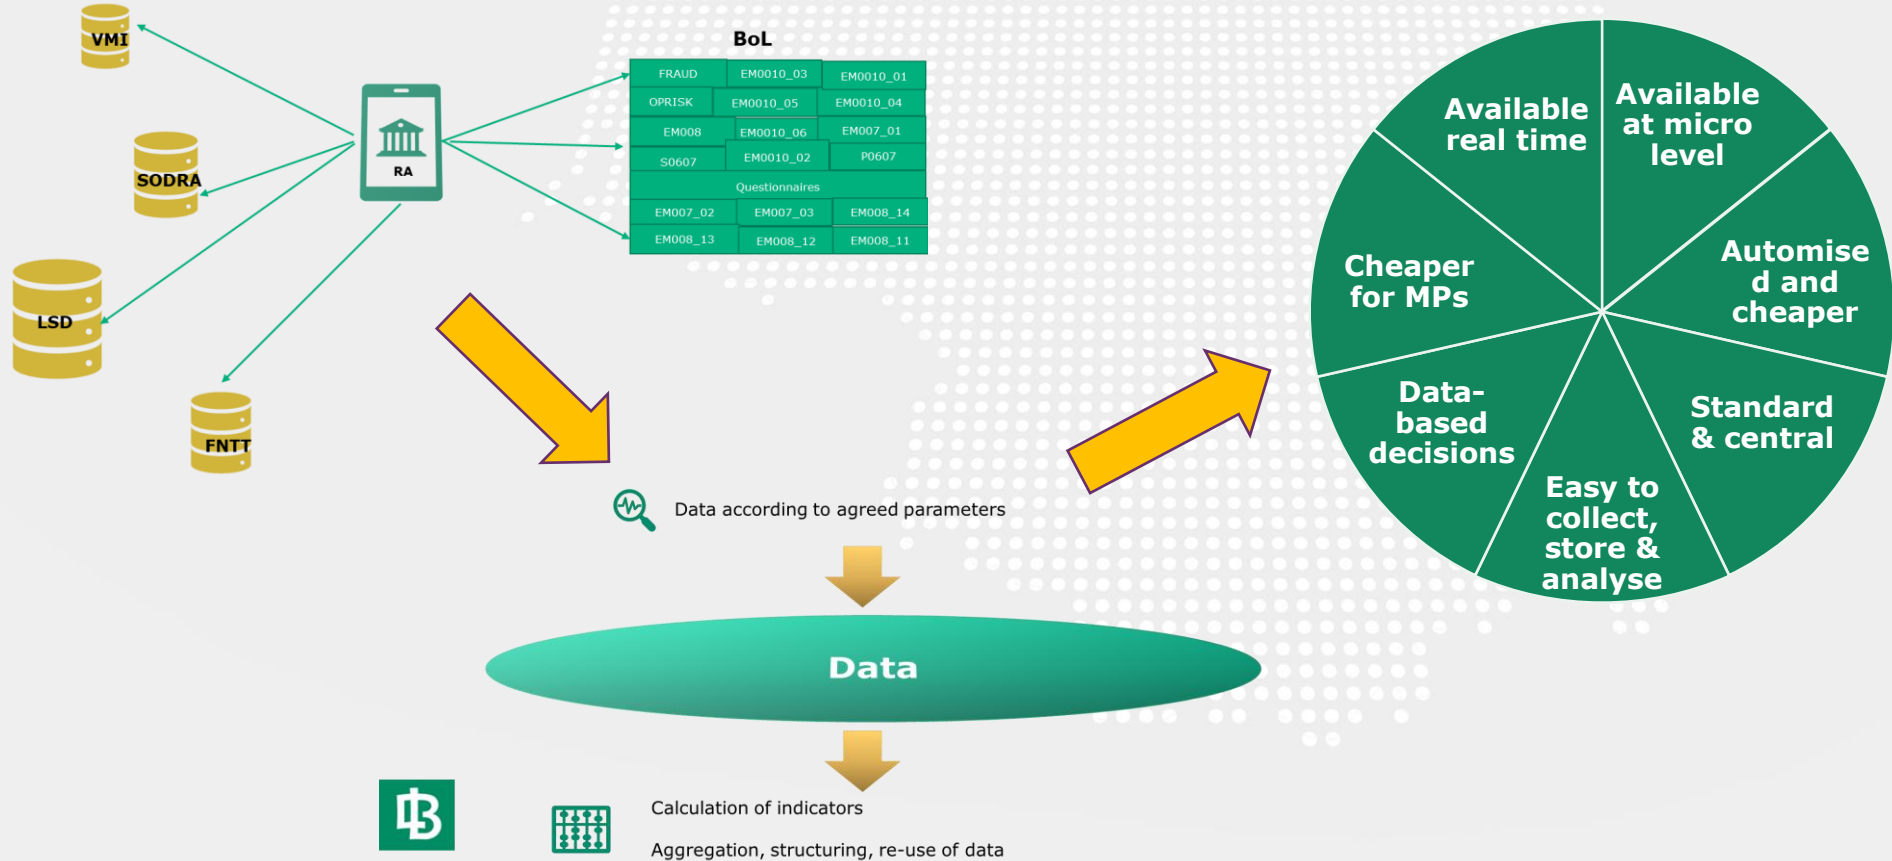 VMI
SODRA
LSD
FNTT
RA
BoL
FRAUD EM0010_03 EM0010_01
OPRISK EM0010_05 EM0010_04
EM008 EM0010_06 EM007_01
S0607 EM0010_02 P0607
Questionnaires
EM007_02 EM007_03 EM008_14
EM008_13 EM008_12 EM008_11
Data according to agreed parameters
Data
Calculation of indicators
Aggregation, structuring, re-use of data
Available
real time
Available
at micro
level
Automise
d and
cheaper
Standard
& central
Easy to
collect,
store &
analyse
Data-
based
decisions
Cheaper
for MPs